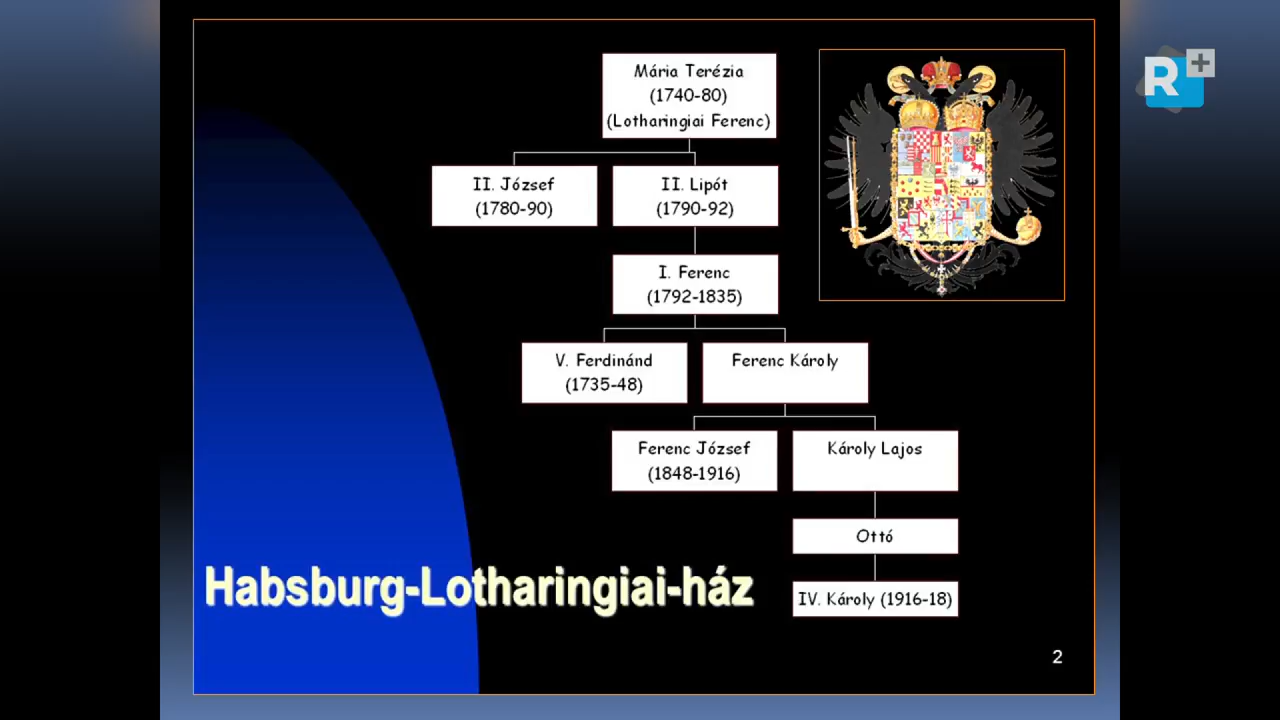 Mária Terézia
(1740-80)
(Lotharingiai Ferenc)
II. József
(1780-90)
II. Lipót
(1790-92)
I. Ferenc
(1792-1835)
V. Ferdinánd
(1735-48)
Ferenc Károly
Ferenc József
(1848-1916)
Károly Lajos
Ottó
IV. Károly (1916-18)
Habsburg-Lotharingiai-ház
2
R+